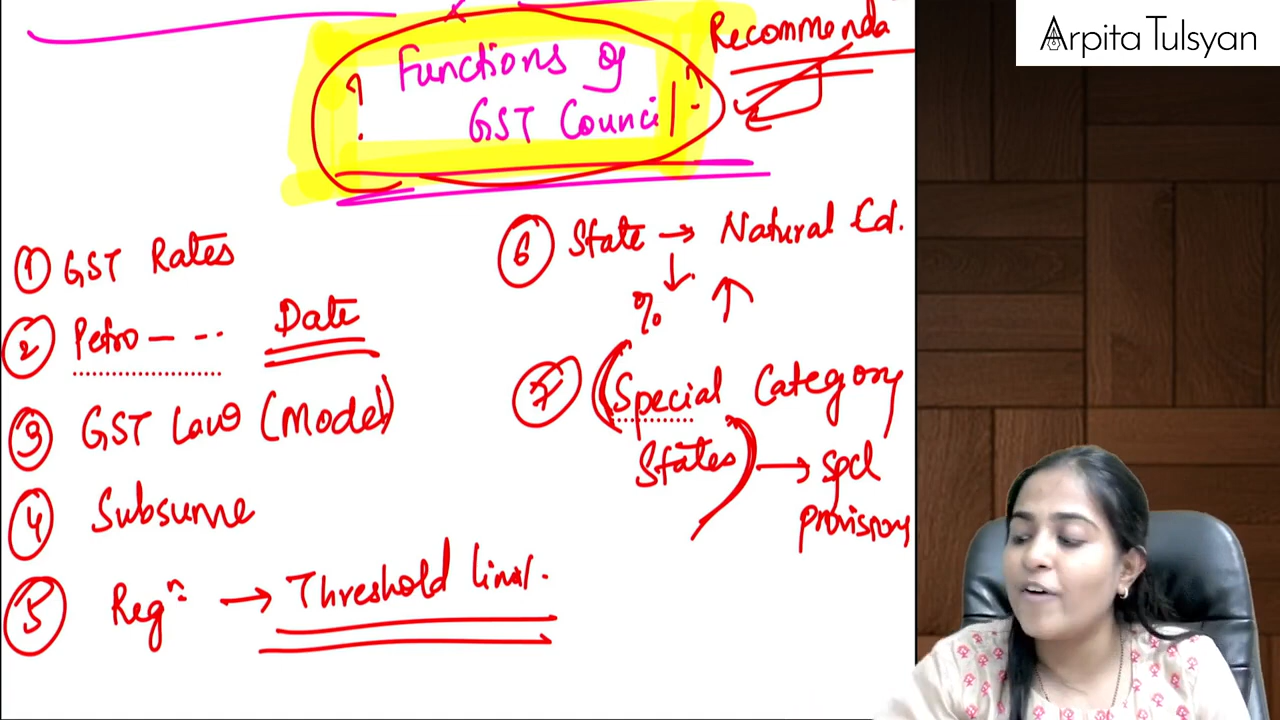 Arpita Tulsyan
Recommenda
Functions of
GST Council
① GST Rates
② Petro — - - - Date
③ GST Law (Model)
④ Subsume
⑤ Regⁿ → Threshold limit.
⑥ State → Natural Cal.
↓ ↑
%
⑦ (Special Category
States) → Spcl
provisions